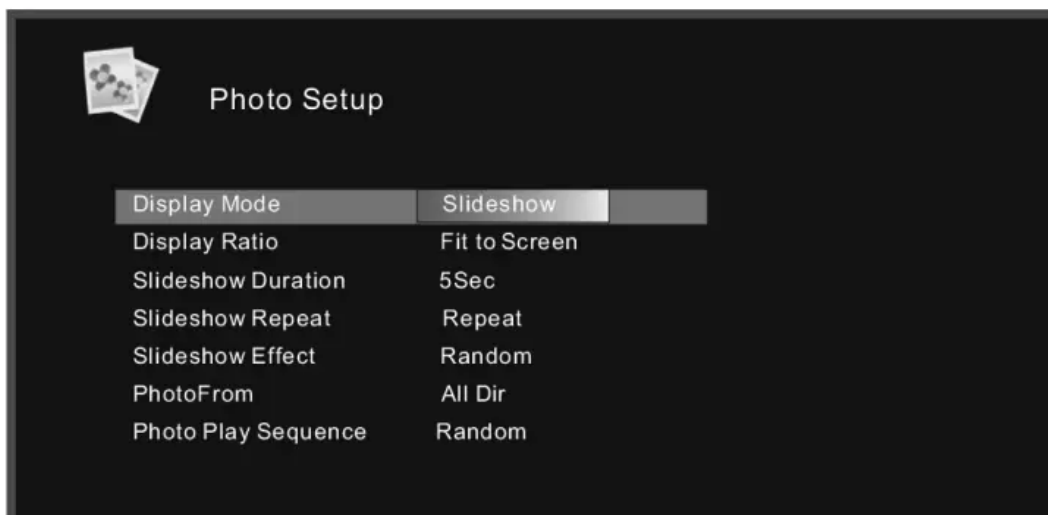 Photo Setup
Display Mode Slideshow
Display Ratio Fit to Screen
Slideshow Duration 5Sec
Slideshow Repeat Repeat
Slideshow Effect Random
PhotoFrom All Dir
Photo Play Sequence Random